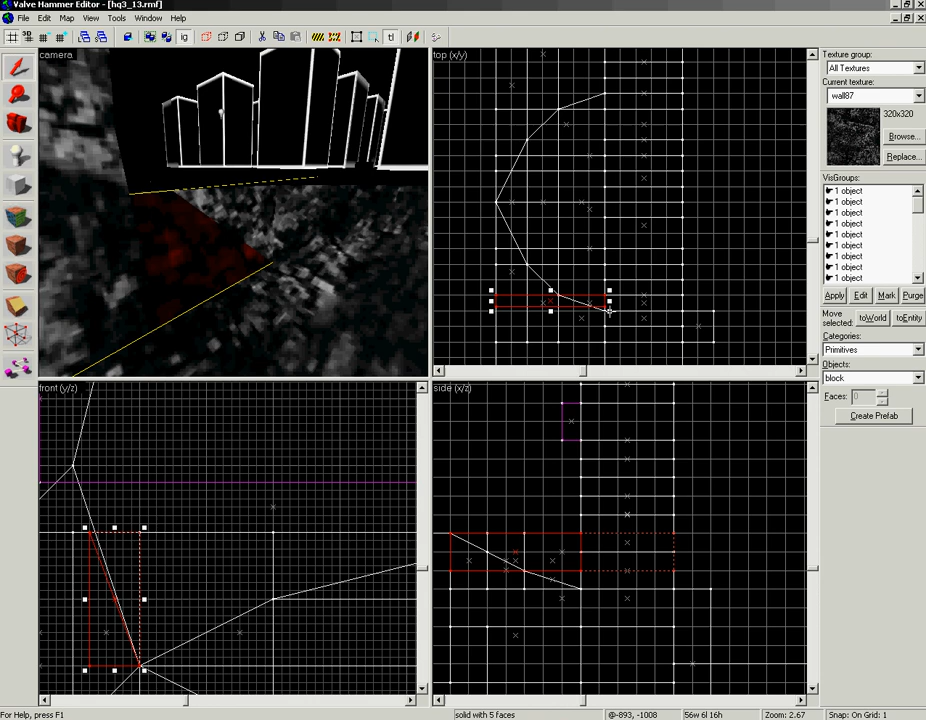 Valve Hammer Editor - [hq3_13.rmf]
File Edit Map View Tools Window Help
3D ig tl
camera
top (x/y)
front (y/z)
side (x/z)
Texture group:
All Textures
Current texture:
wall87
320x320
Browse...
Replace...
VisGroups:
1 object
1 object
1 object
1 object
1 object
1 object
1 object
1 object
Apply Edit Mark Purge
Move selected: toWorld toEntity
Categories:
Primitives
Objects:
block
Faces: 0
Create Prefab
For Help, press F1
solid with 5 faces
@-893, -1008
56w 6l 16h
Zoom: 2.67
Snap: On Grid: 1